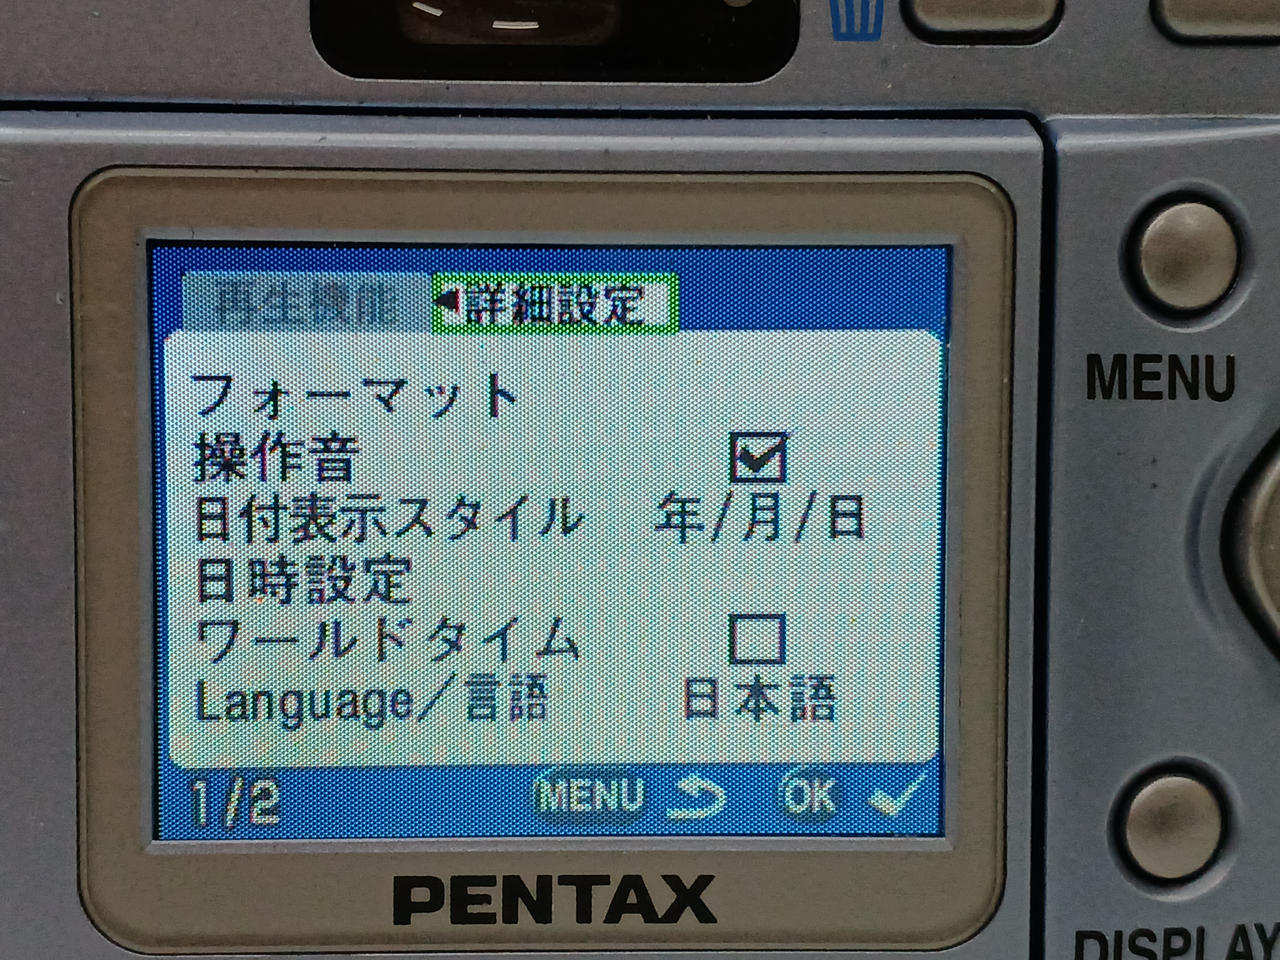 再生機能 ◀詳細設定
フォーマット
操作音 ☑
日付表示スタイル 年/月/日
日時設定
ワールドタイム ☐
Language/言語 日本語
1/2 MENU OK
PENTAX
MENU
DISPLAY